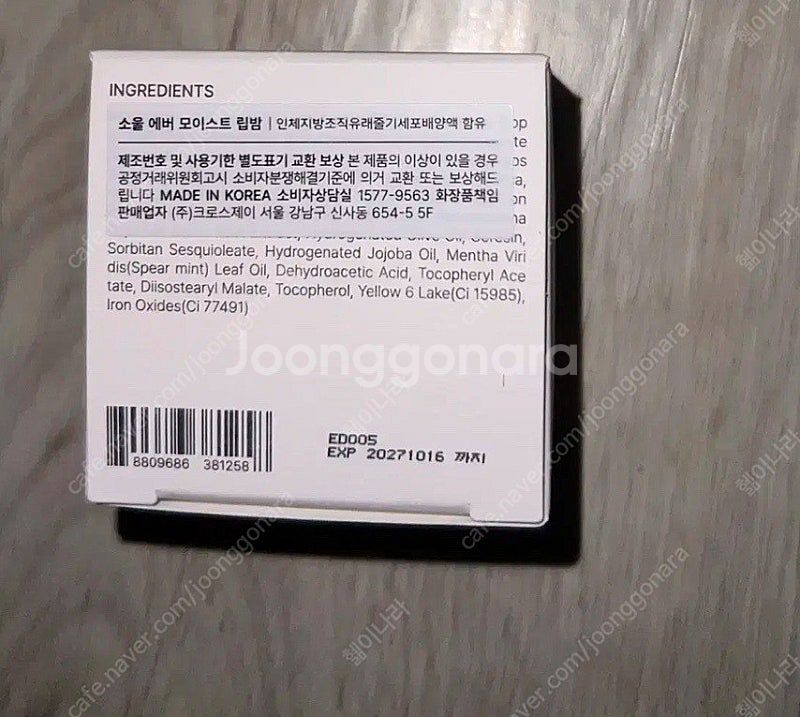 INGREDIENTS
소울 에버 모이스트 립밤 | 인체지방조직유래줄기세포배양액 함유
제조번호 및 사용기한 별도표기 교환 보상 본 제품의 이상이 있을 경우
공정거래위원회고시 소비자분쟁해결기준에 의거 교환 또는 보상해드
립니다 MADE IN KOREA 소비자상담실 1577-9563 화장품책임
판매업자 (주)크로스제이 서울 강남구 신사동 654-5 5F
Sorbitan Sesquioleate, Hydrogenated Jojoba Oil, Mentha Viri
dis(Spear mint) Leaf Oil, Dehydroacetic Acid, Tocopheryl Ace
tate, Diisostearyl Malate, Tocopherol, Yellow 6 Lake(Ci 15985),
Iron Oxides(Ci 77491)
Joonggonara
8809686 381258
ED005
EXP 20271016 까지
cafe.naver.com/joonggonara
헲이나라